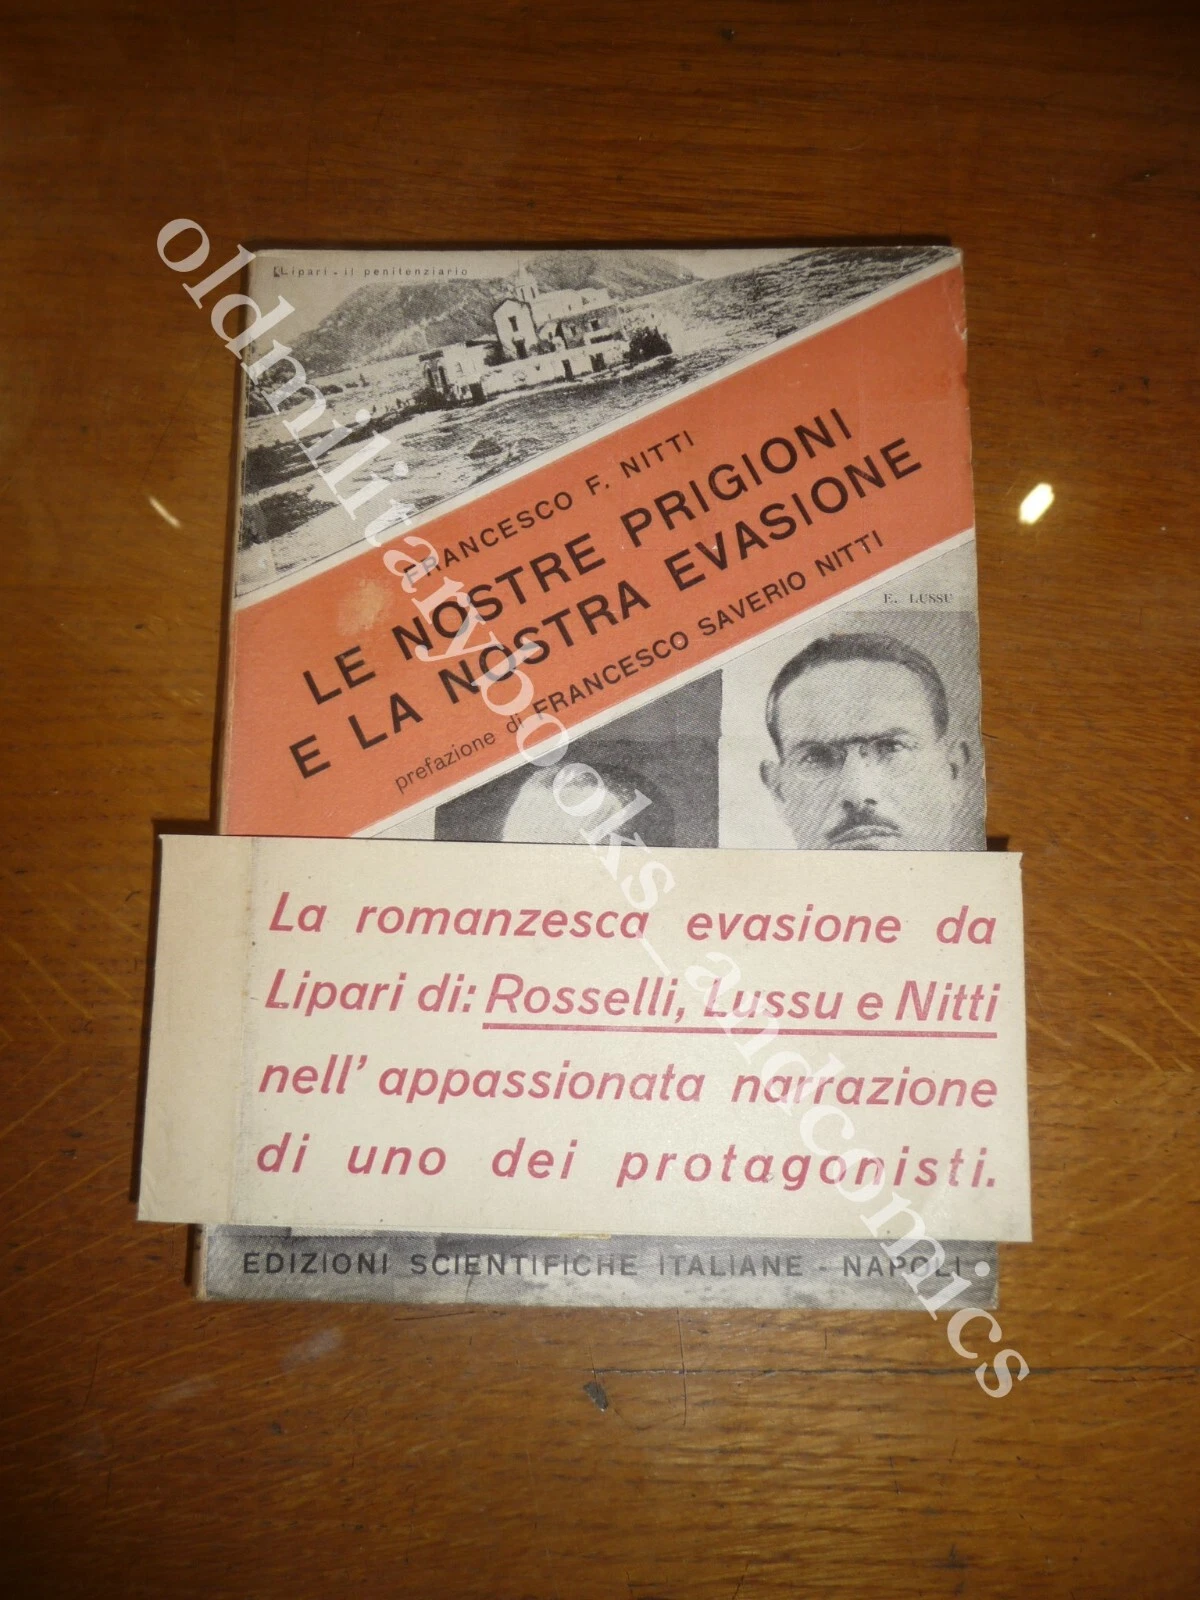 Lipari - il penitenziario
FRANCESCO F. NITTI
LE NOSTRE PRIGIONI
E LA NOSTRA EVASIONE
prefazione di FRANCESCO SAVERIO NITTI
E. LUSSU
La romanzesca evasione da
Lipari di: Rosselli, Lussu e Nitti
nell' appassionata narrazione
di uno dei protagonisti.
EDIZIONI SCIENTIFICHE ITALIANE - NAPOLI
oldmilitarybooks_andcomics